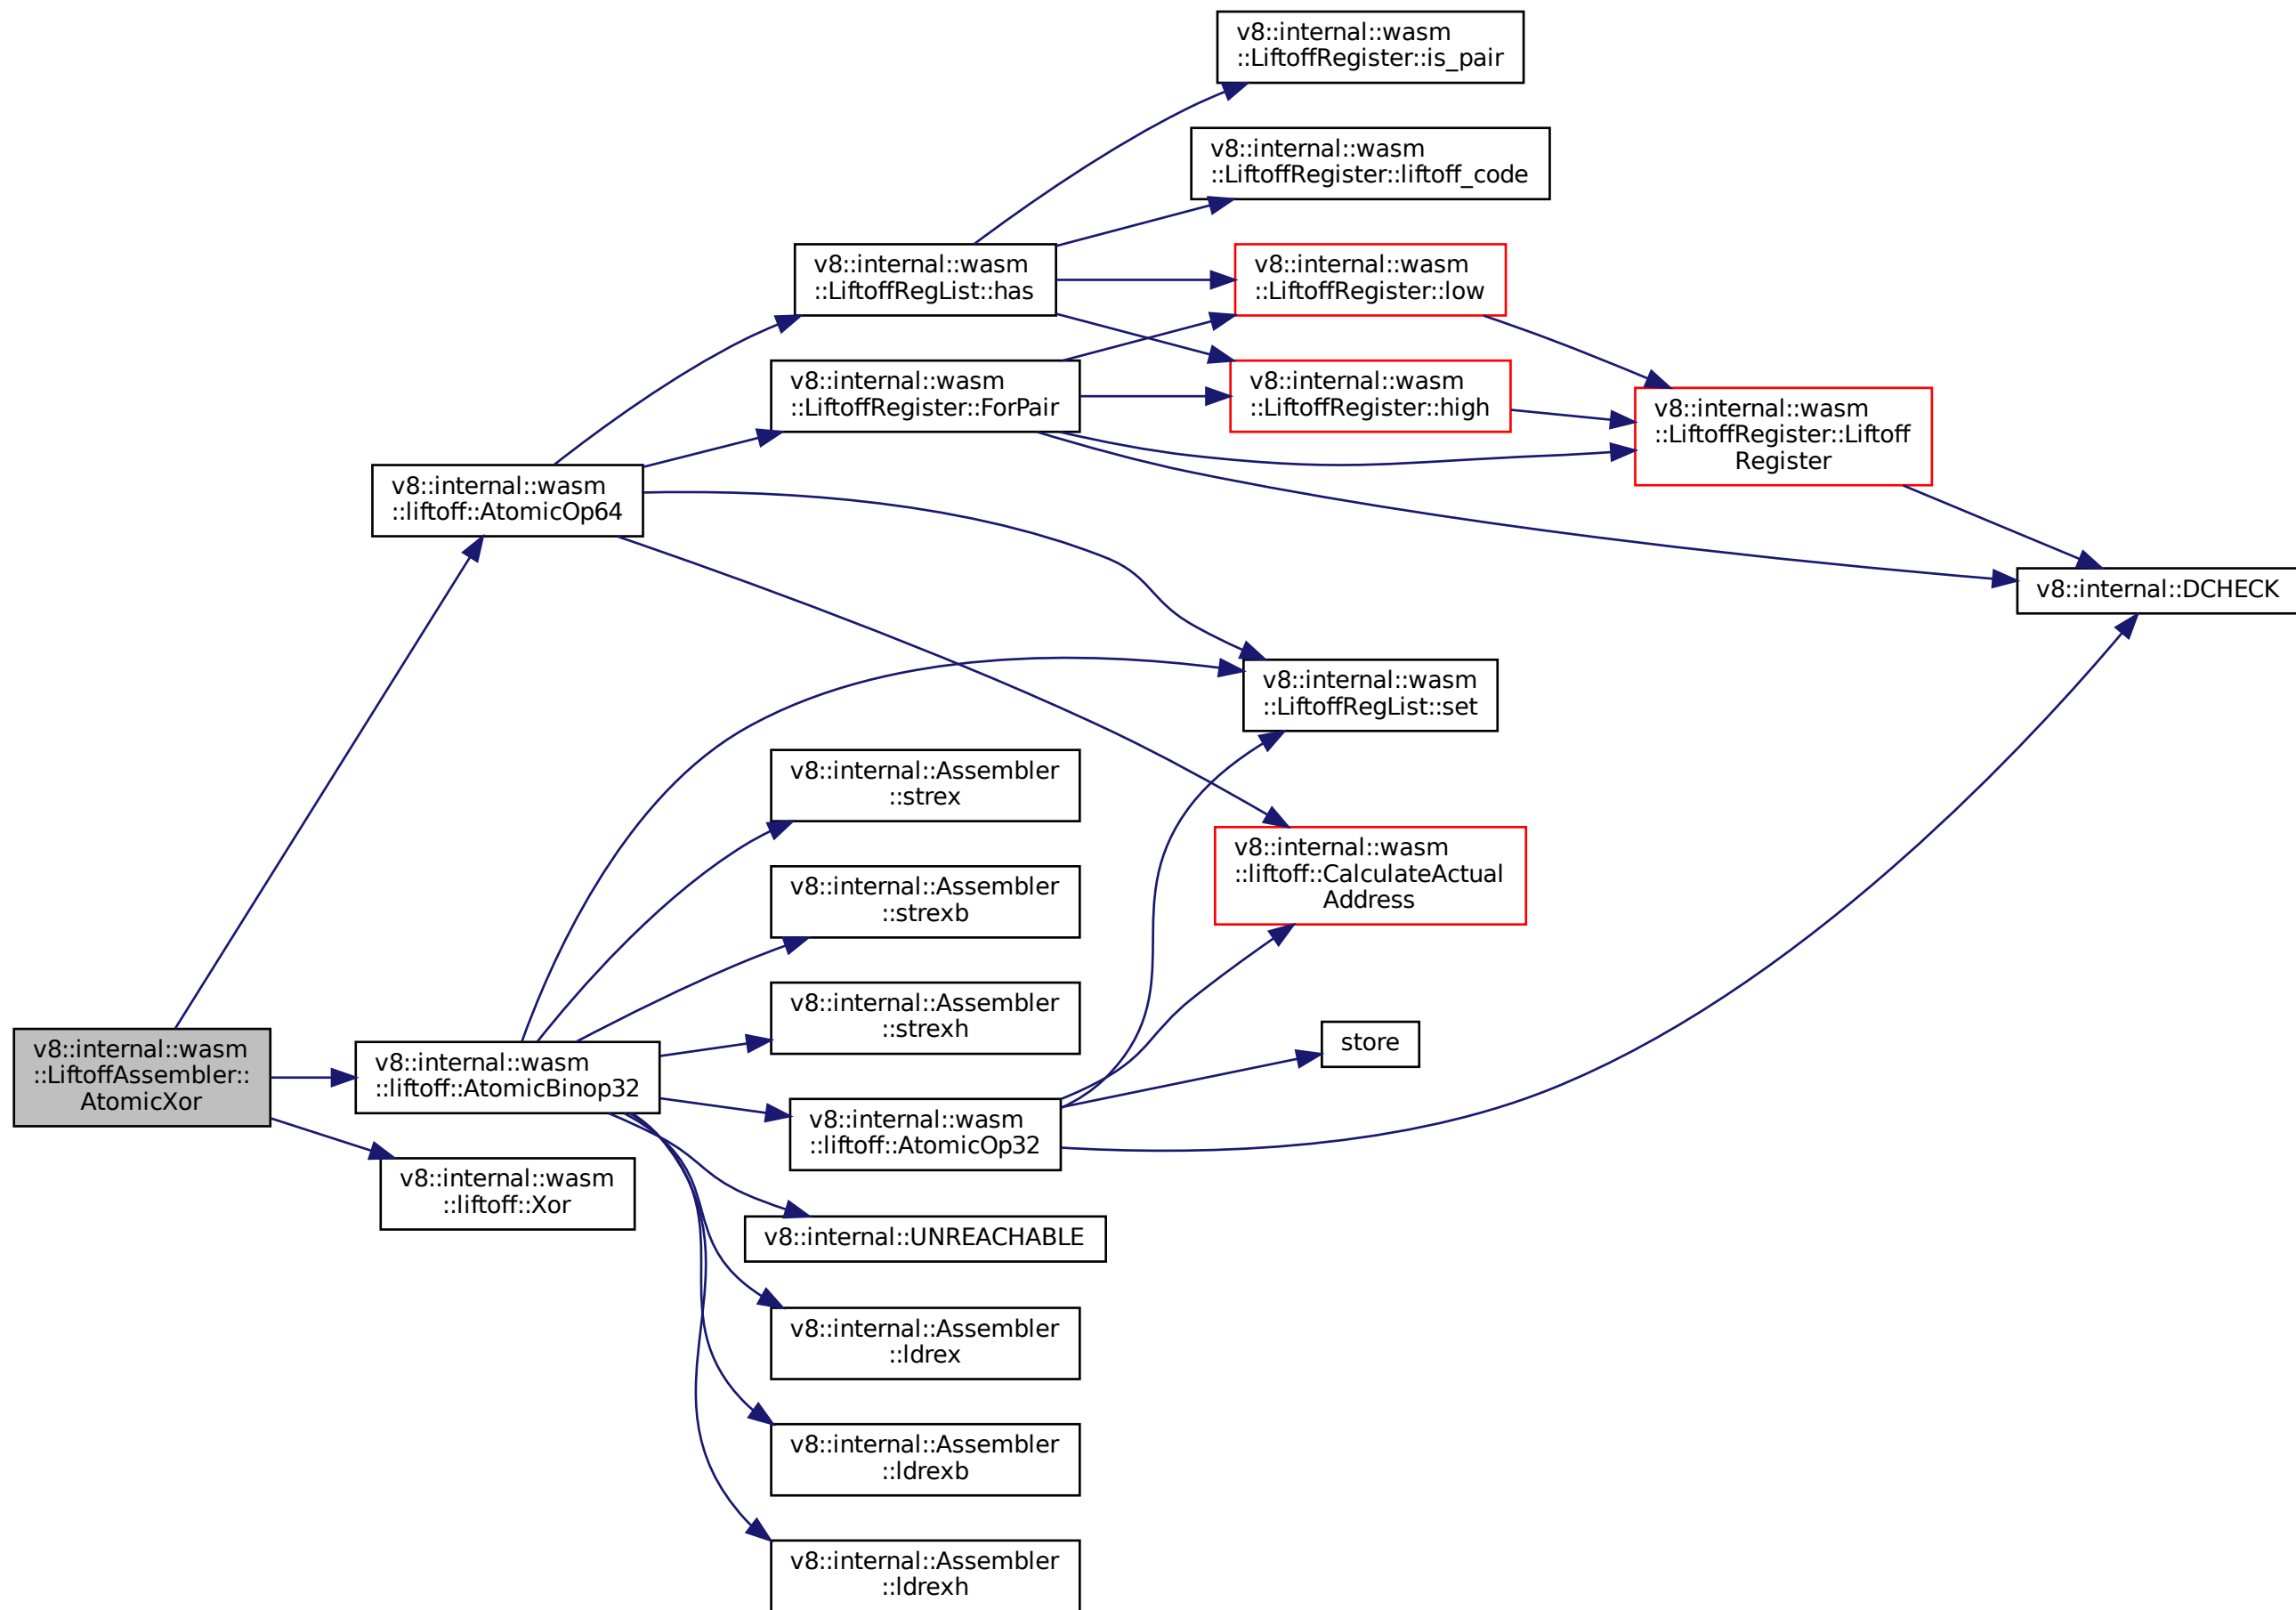 v8::internal::wasm
::LiftoffRegister::is_pair
v8::internal::wasm
::LiftoffRegister::liftoff_code
v8::internal::wasm
::LiftoffRegList::has
v8::internal::wasm
::LiftoffRegister::low
v8::internal::wasm
::LiftoffRegister::ForPair
v8::internal::wasm
::LiftoffRegister::high
v8::internal::wasm
::LiftoffRegister::Liftoff
Register
v8::internal::wasm
::liftoff::AtomicOp64
v8::internal::DCHECK
v8::internal::wasm
::LiftoffRegList::set
v8::internal::Assembler
::strex
v8::internal::wasm
::liftoff::CalculateActual
Address
v8::internal::Assembler
::strexb
v8::internal::Assembler
::strexh
store
v8::internal::wasm
::LiftoffAssembler::
AtomicXor
v8::internal::wasm
::liftoff::AtomicBinop32
v8::internal::wasm
::liftoff::AtomicOp32
v8::internal::wasm
::liftoff::Xor
v8::internal::UNREACHABLE
v8::internal::Assembler
::ldrex
v8::internal::Assembler
::ldrexb
v8::internal::Assembler
::ldrexh